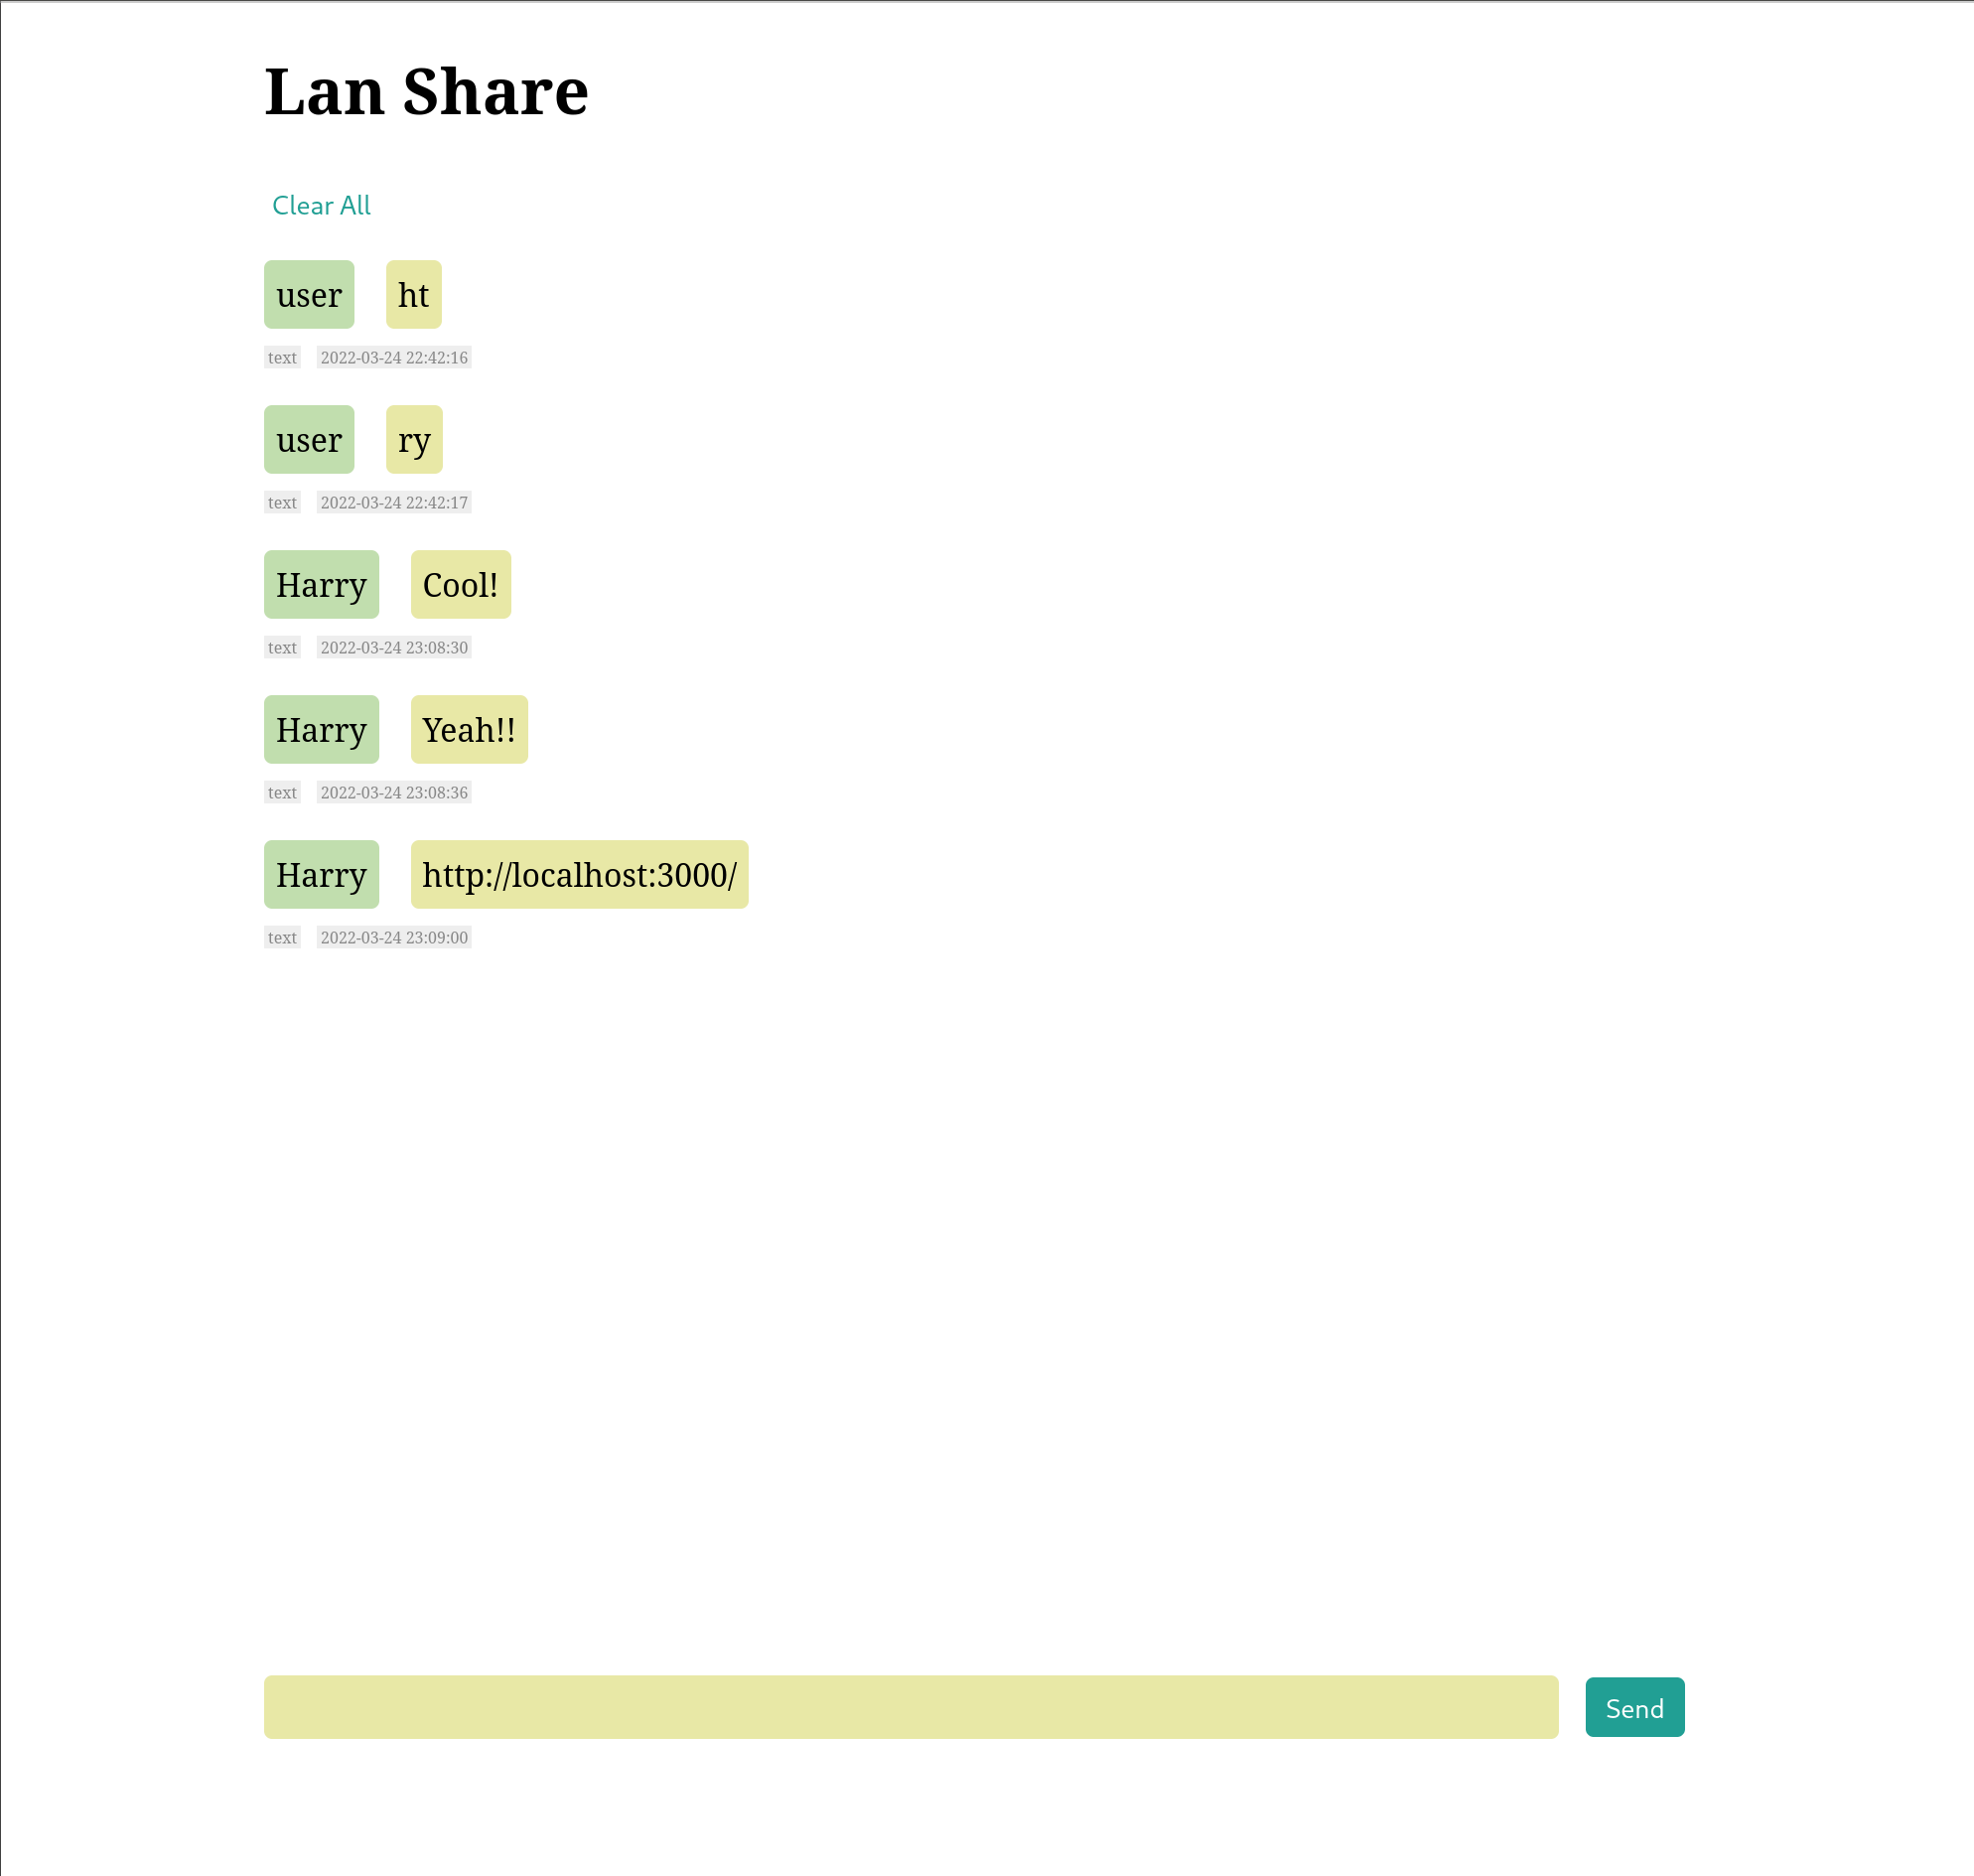 Lan Share
Clear All
user ht
text 2022-03-24 22:42:16
user ry
text 2022-03-24 22:42:17
Harry Cool!
text 2022-03-24 23:08:30
Harry Yeah!!
text 2022-03-24 23:08:36
Harry http://localhost:3000/
text 2022-03-24 23:09:00
Send